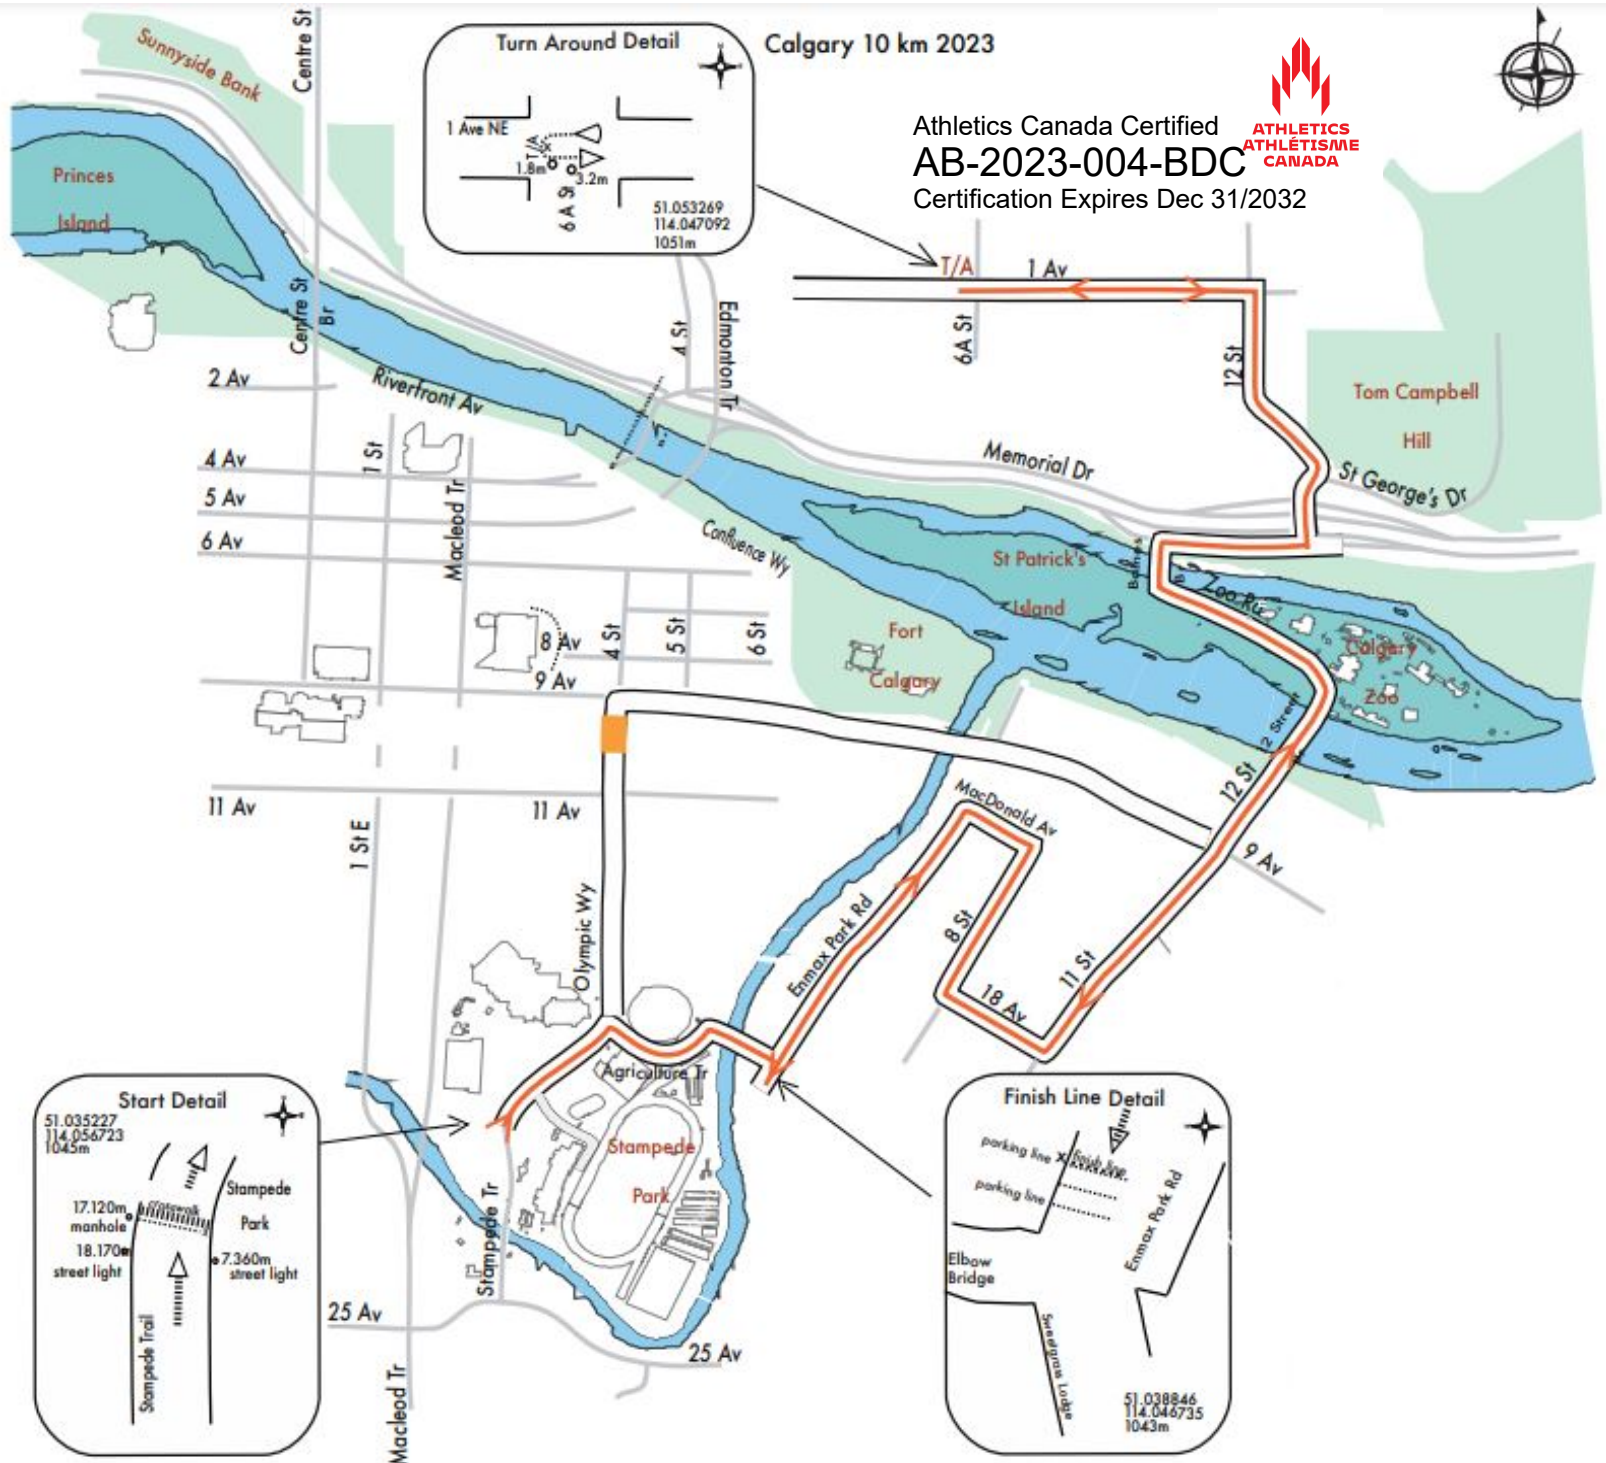 Calgary 10 km 2023
Athletics Canada Certified
AB-2023-004-BDC
Certification Expires Dec 31/2032
ATHLETICS
ATHLÉTISME
CANADA
Turn Around Detail
1 Ave NE
T/A
x
1.8m
3.2m
6 A St
51.053269
114.047092
1051m
Sunnyside Bank
Centre St
Princes
Island
Centre St
Br
T/A
1 Av
6A St
12 St
4 St
Edmonton Tr
2 Av
Riverfront Av
Tom Campbell
Hill
4 Av
1 St
Macleod Tr
Memorial Dr
St George's Dr
5 Av
6 Av
Confluence Wy
St Patrick's
Island
Zoo Rd
Calgary
Zoo
Fort
Calgary
8 Av
4 St
5 St
6 St
9 Av
2 Street
12 St
11 Av
11 Av
MacDonald Av
9 Av
1 St E
Olympic Wy
Enmax Park Rd
8 St
11 St
18 Av
Agriculture Tr
Stampede
Park
Stampede Tr
25 Av
25 Av
Macleod Tr
Start Detail
51.035227
114.056723
1045m
Stampede
Park
17.120m
manhole
crosswalk
18.170m
street light
7.360m
street light
Stampede Trail
Finish Line Detail
parking line
x
finish line
parking line
Enmax Park Rd
Elbow
Bridge
Sweetgrass Lodge
51.038846
114.046735
1043m